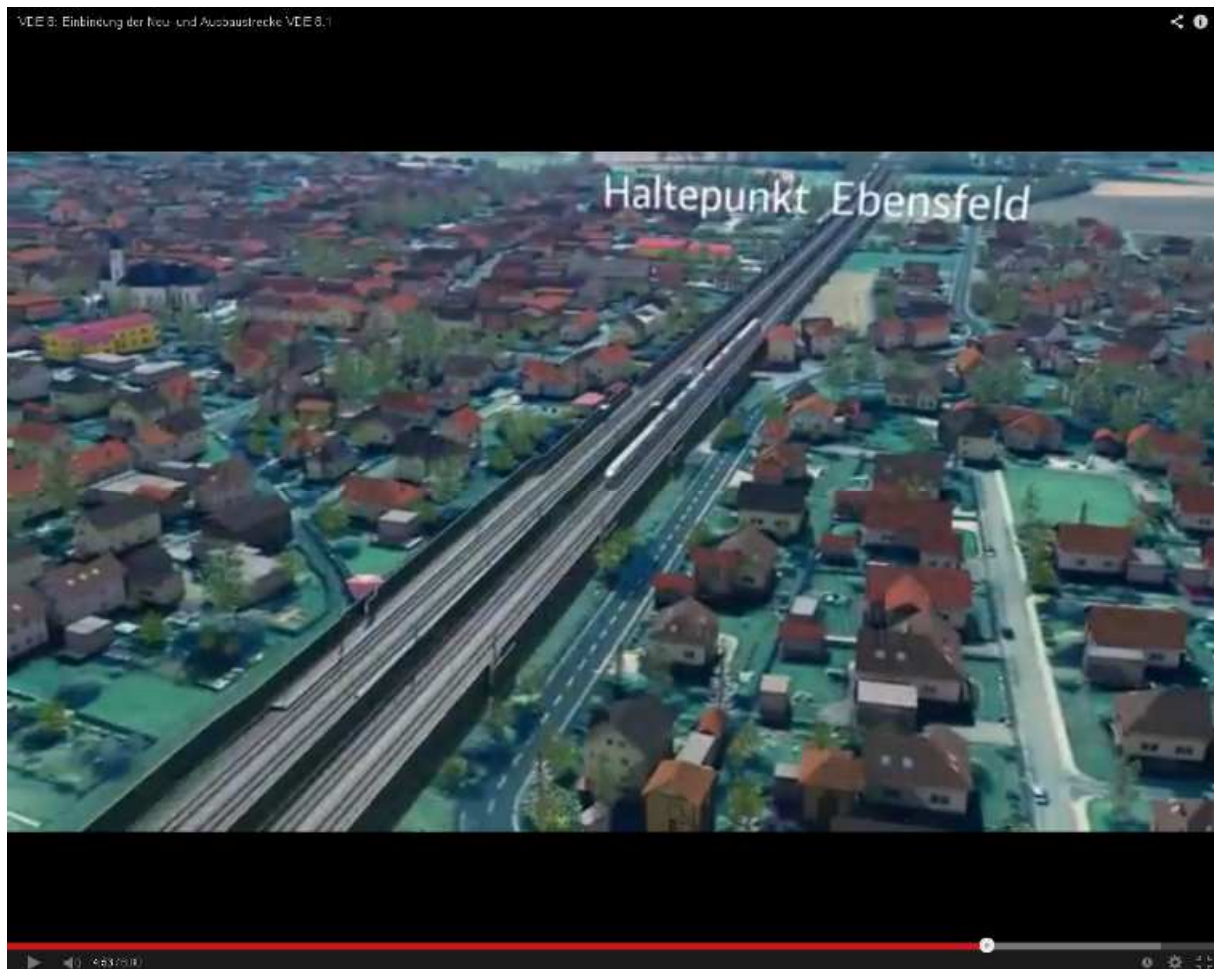 VDE 8: Einbindung der Neu- und Ausbaustrecke VDE 8.1
Haltepunkt Ebensfeld